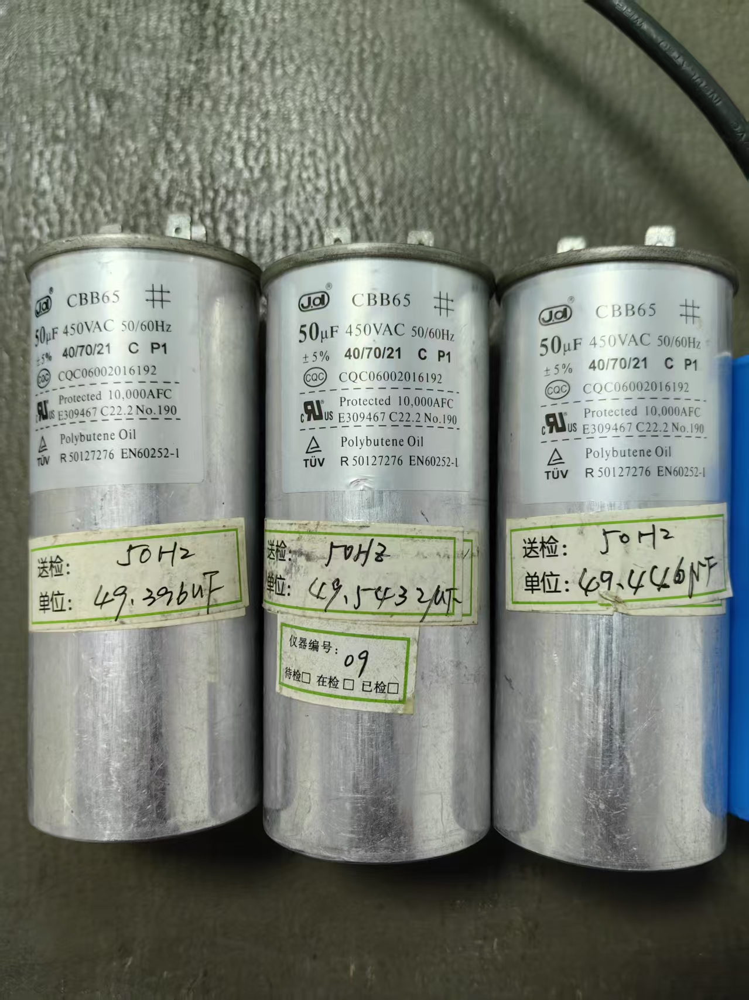 J.d® CBB65
50μF 450VAC 50/60Hz
±5% 40/70/21 C P1
CQC CQC06002016192
Protected 10,000AFC
c RU US E309467 C22.2 No.190
Polybutene Oil
TÜV R 50127276 EN60252-1
送检: 50Hz
单位: 49.396uF
J.d® CBB65
50μF 450VAC 50/60Hz
±5% 40/70/21 C P1
CQC CQC06002016192
Protected 10,000AFC
c RU® US E309467 C22.2 No.190
Polybutene Oil
TÜV R 50127276 EN60252-1
送检: 50HZ
单位: 49.5432μF
仪器编号: 09
待检□ 在检□ 已检□
J.d® CBB65
50μF 450VAC 50/60Hz
±5% 40/70/21 C P1
CQC CQC06002016192
Protected 10,000AFC
c RU® US E309467 C22.2 No.190
Polybutene Oil
TÜV R 50127276 EN60252-1
送检: 50Hz
单位: 49.446μF